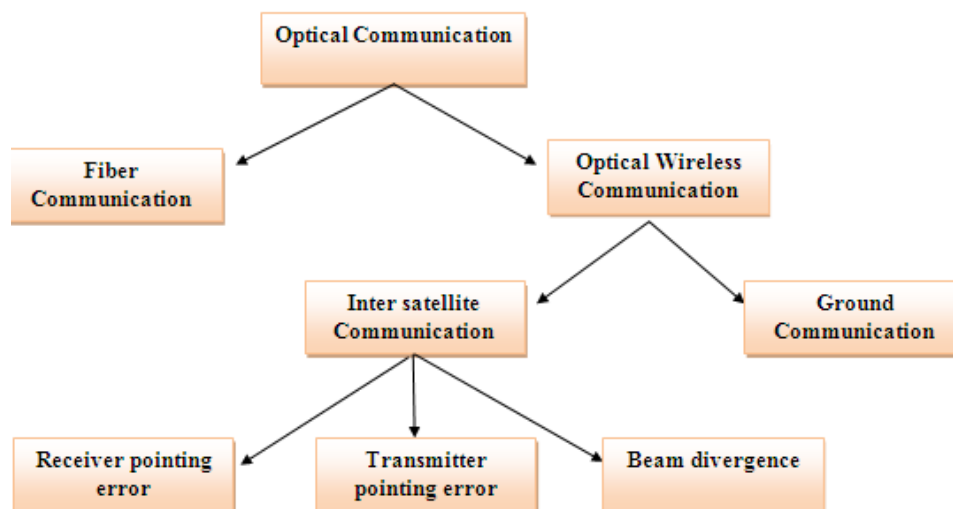 Optical Communication
Fiber
Communication
Optical Wireless
Communication
Inter satellite
Communication
Ground
Communication
Receiver pointing
error
Transmitter
pointing error
Beam divergence